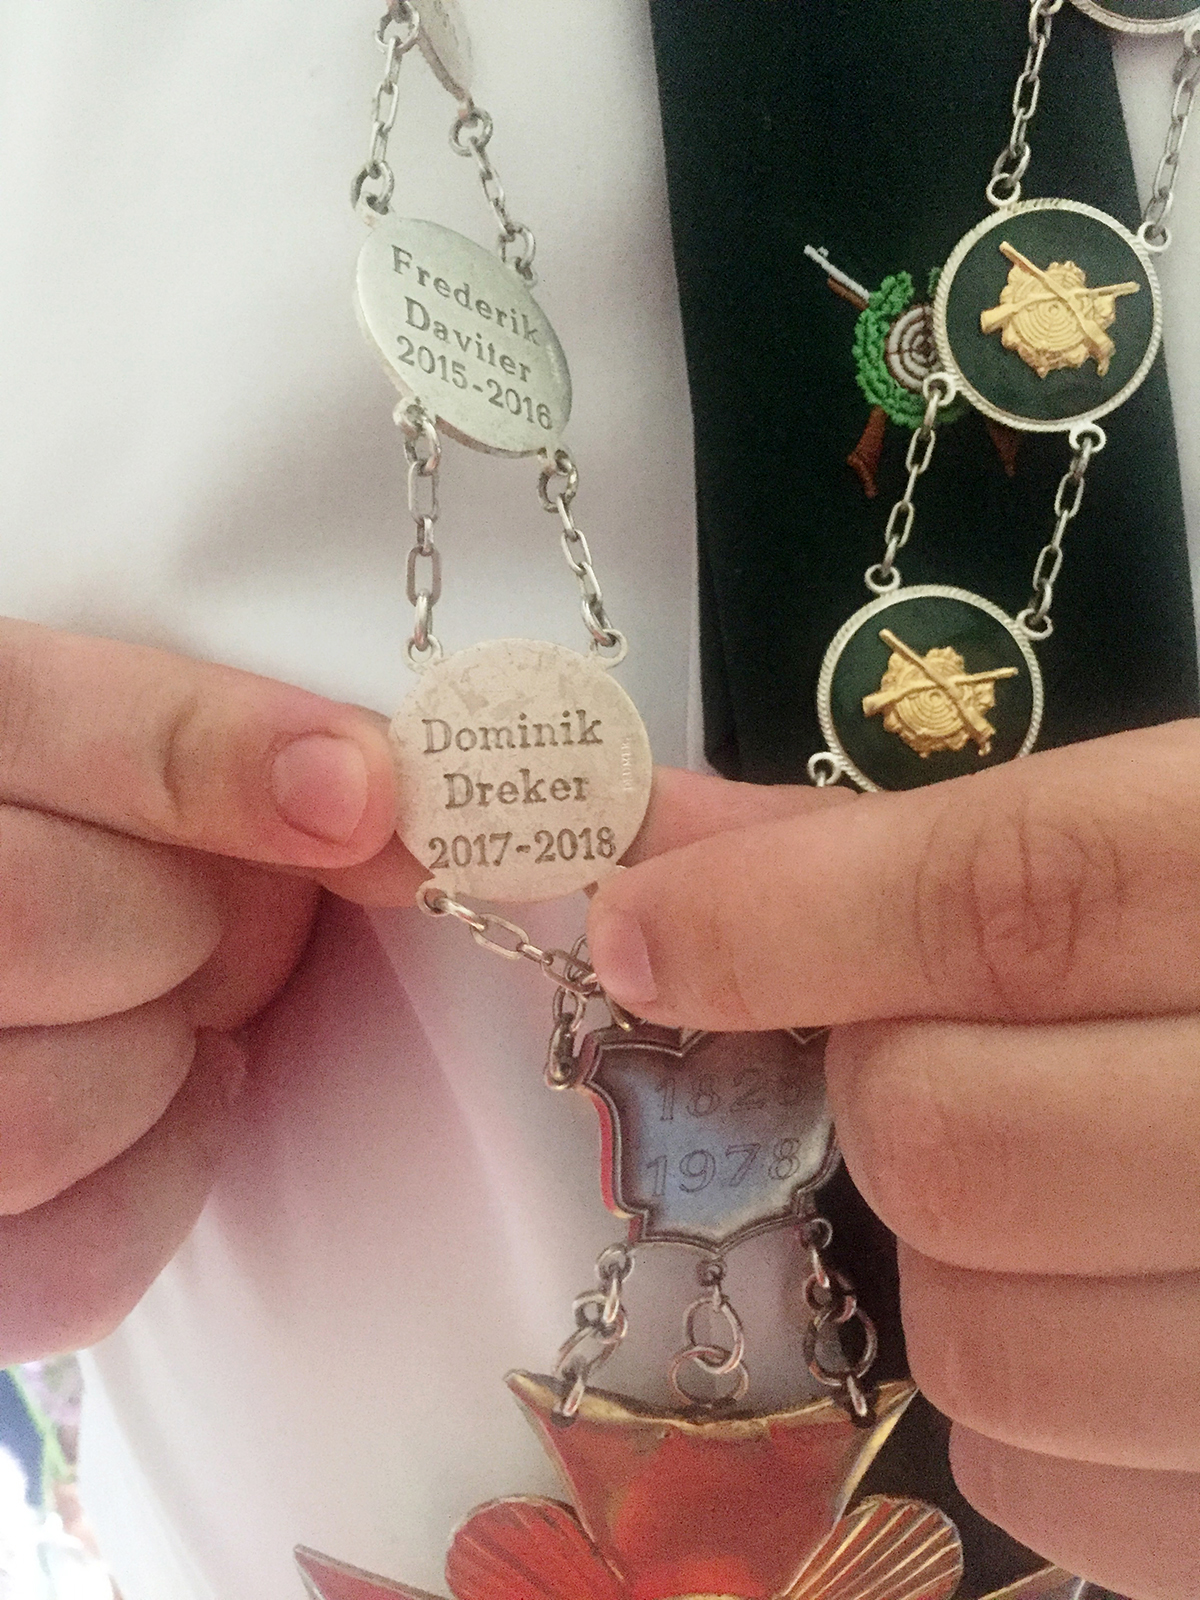 Frederik
Daviter
2015-2016
Dominik
Dreker
2017-2018
1978